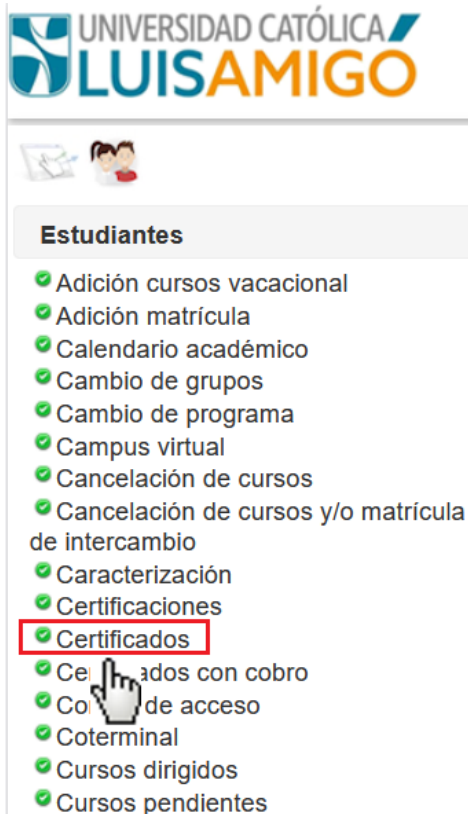 UNIVERSIDAD CATÓLICA
LUISAMIGÓ
Estudiantes
Adición cursos vacacional
Adición matrícula
Calendario académico
Cambio de grupos
Cambio de programa
Campus virtual
Cancelación de cursos
Cancelación de cursos y/o matrícula
de intercambio
Caracterización
Certificaciones
Certificados
con cobro
de acceso
Coterminal
Cursos dirigidos
Cursos pendientes